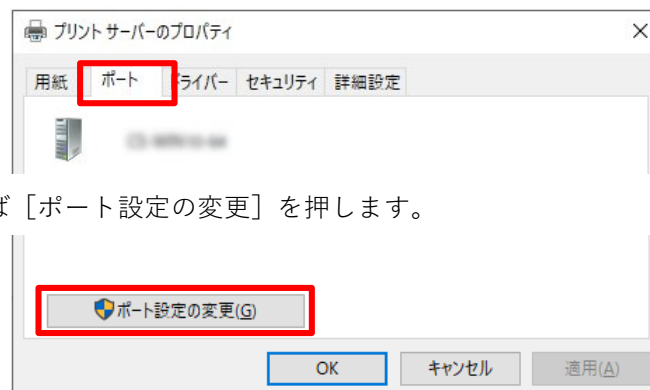 プリント サーバーのプロパティ
用紙 ポート ドライバー セキュリティ 詳細設定
ば［ポート設定の変更］を押します。
ポート設定の変更(G)
OK キャンセル 適用(A)